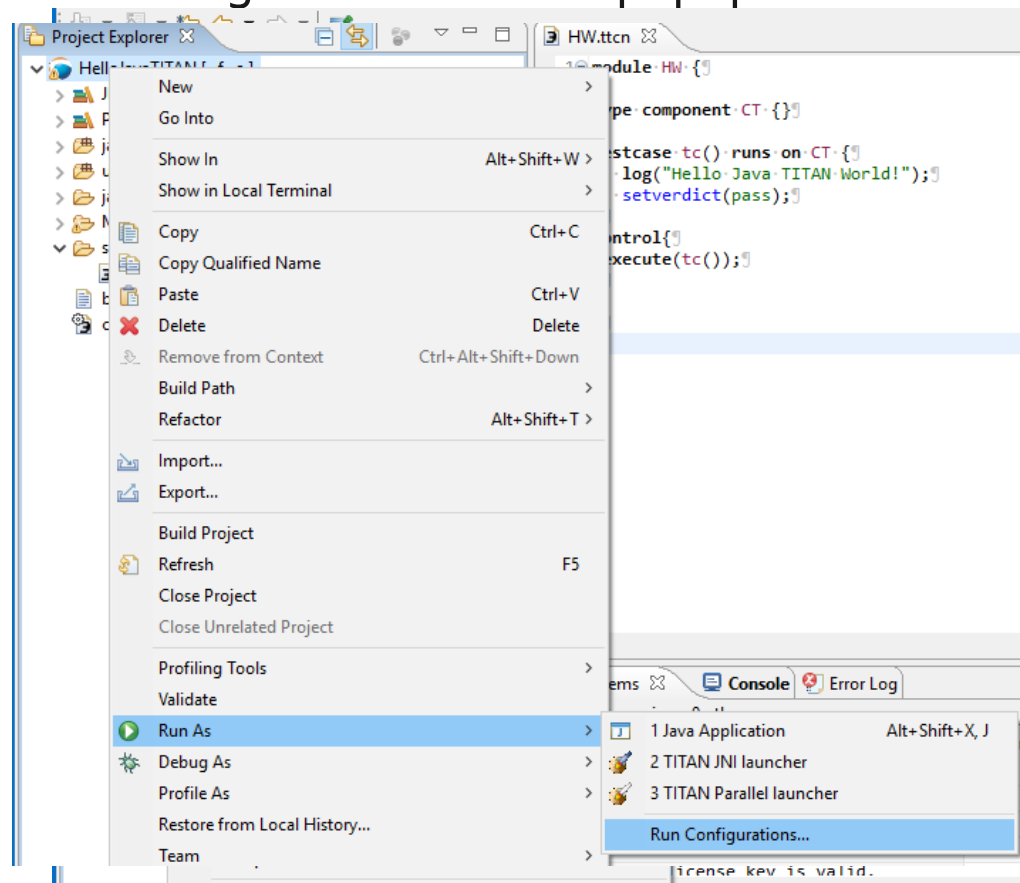 Project Explorer
HW.ttcn
module HW {
type component CT {}
testcase tc() runs on CT {
log("Hello Java TITAN World!");
setverdict(pass);
control{
execute(tc());
New
Go Into
Show In Alt+Shift+W >
Show in Local Terminal >
Copy Ctrl+C
Copy Qualified Name
Paste Ctrl+V
Delete Delete
Remove from Context Ctrl+Alt+Shift+Down
Build Path >
Refactor Alt+Shift+T >
Import...
Export...
Build Project
Refresh F5
Close Project
Close Unrelated Project
Profiling Tools >
Validate
Run As >
Debug As >
Profile As >
Restore from Local History...
Team >
ems Console Error Log
1 Java Application Alt+Shift+X, J
2 TITAN JNI launcher
3 TITAN Parallel launcher
Run Configurations...
license key is valid.